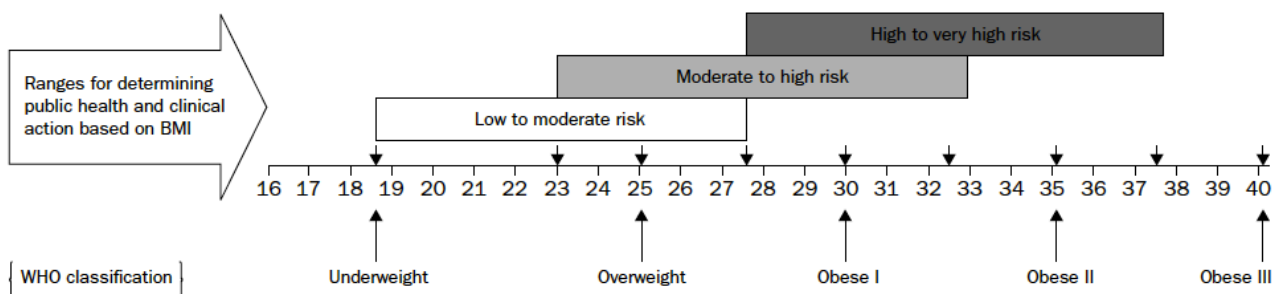 High to very high risk
Moderate to high risk
Low to moderate risk
Ranges for determining
public health and clinical
action based on BMI
16 17 18 19 20 21 22 23 24 25 26 27 28 29 30 31 32 33 34 35 36 37 38 39 40
WHO classification
Underweight Overweight Obese I Obese II Obese III